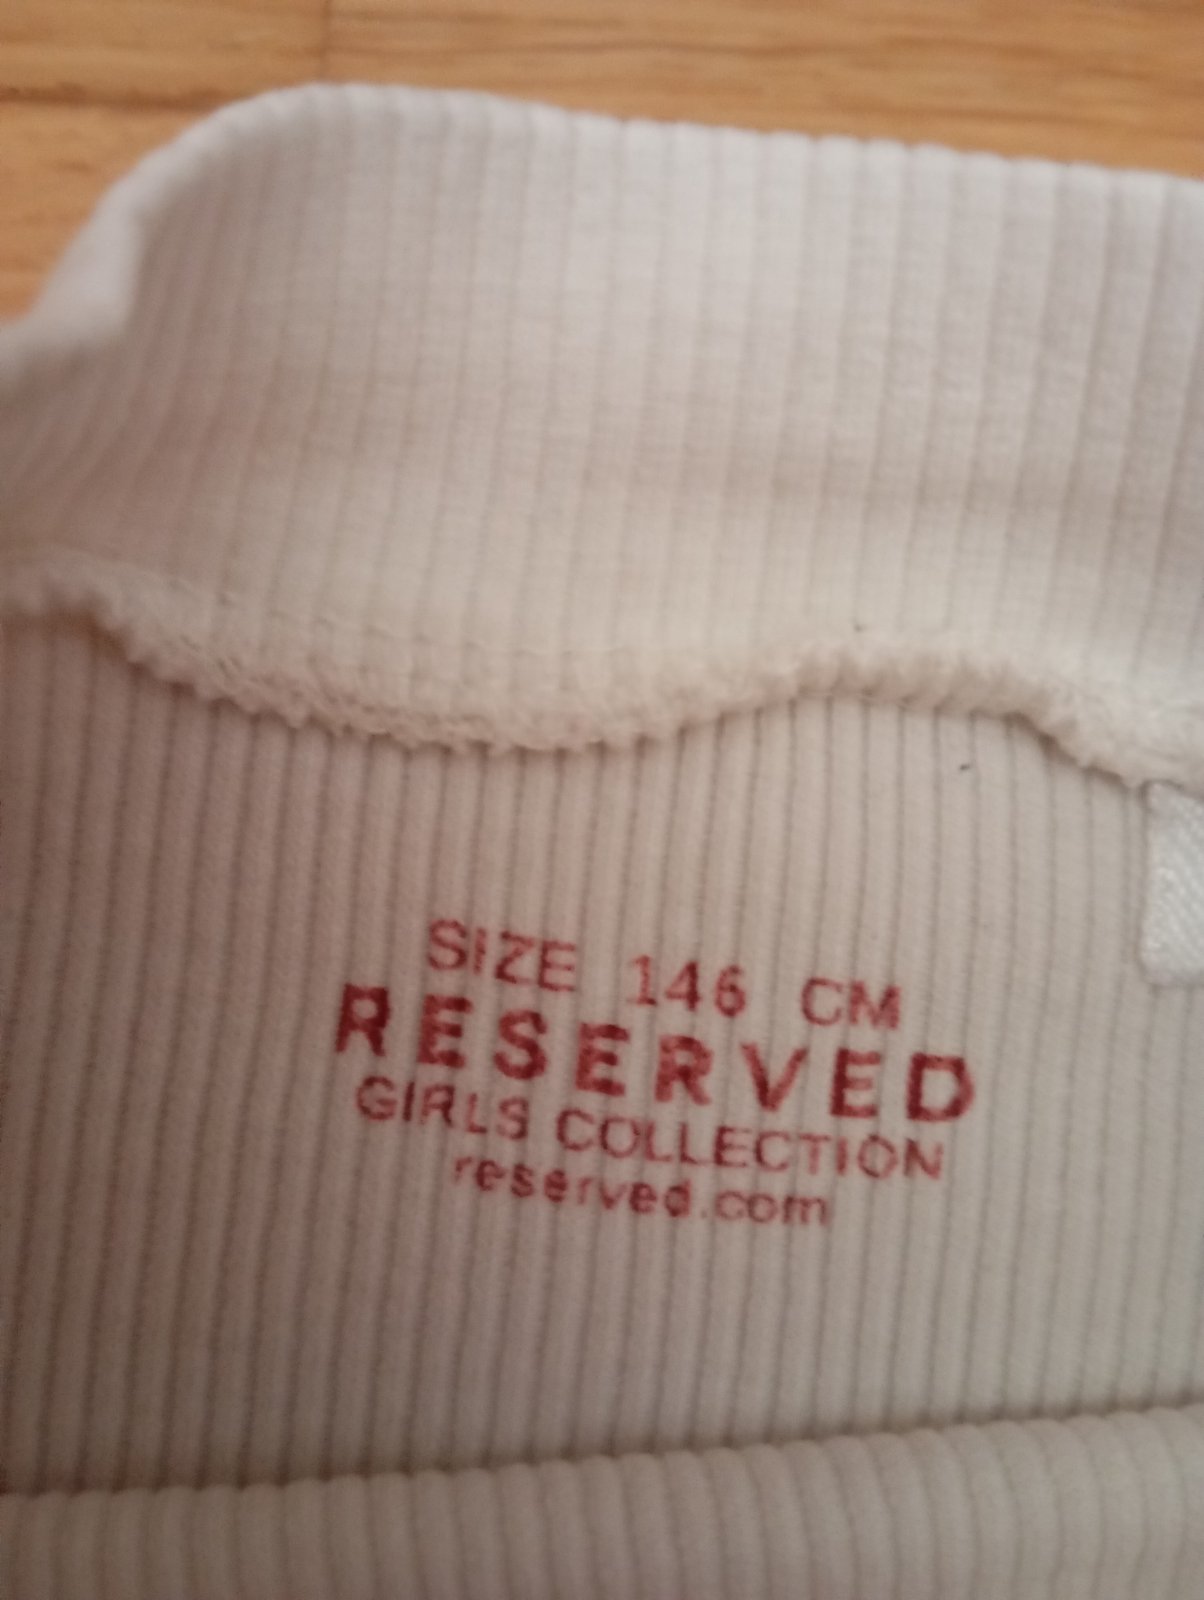 SIZE 146 CM
RESERVED
GIRLS COLLECTION
reserved.com